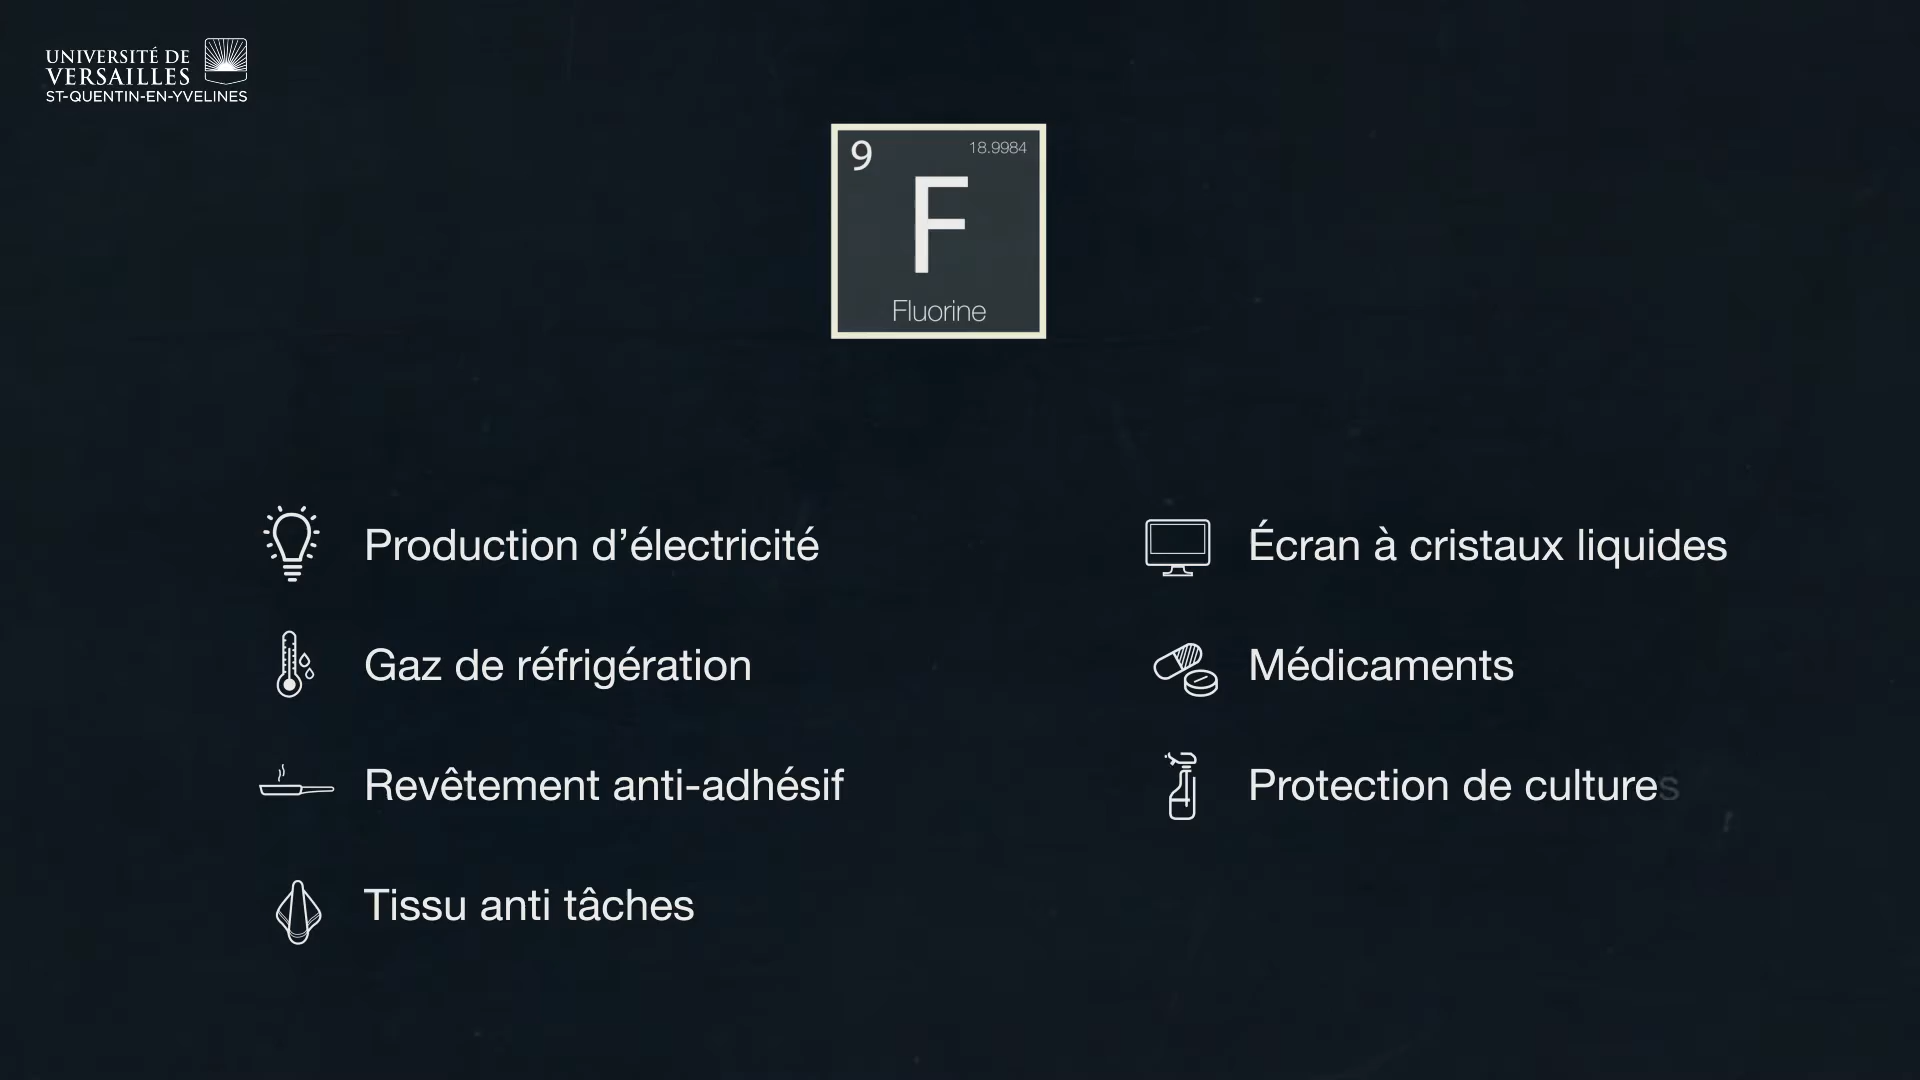 UNIVERSITÉ DE
VERSAILLES
ST-QUENTIN-EN-YVELINES
9
18.9984
F
Fluorine
Production d’électricité
Gaz de réfrigération
Revêtement anti-adhésif
Tissu anti tâches
Écran à cristaux liquides
Médicaments
Protection de cultures